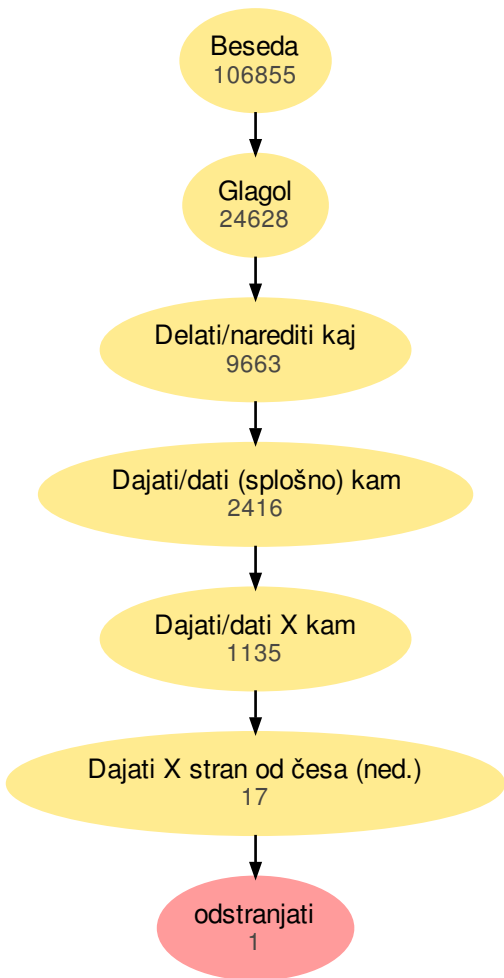 Beseda
106855
Glagol
24628
Delati/narediti kaj
9663
Dajati/dati (splošno) kam
2416
Dajati/dati X kam
1135
Dajati X stran od česa (ned.)
17
odstranjati
1